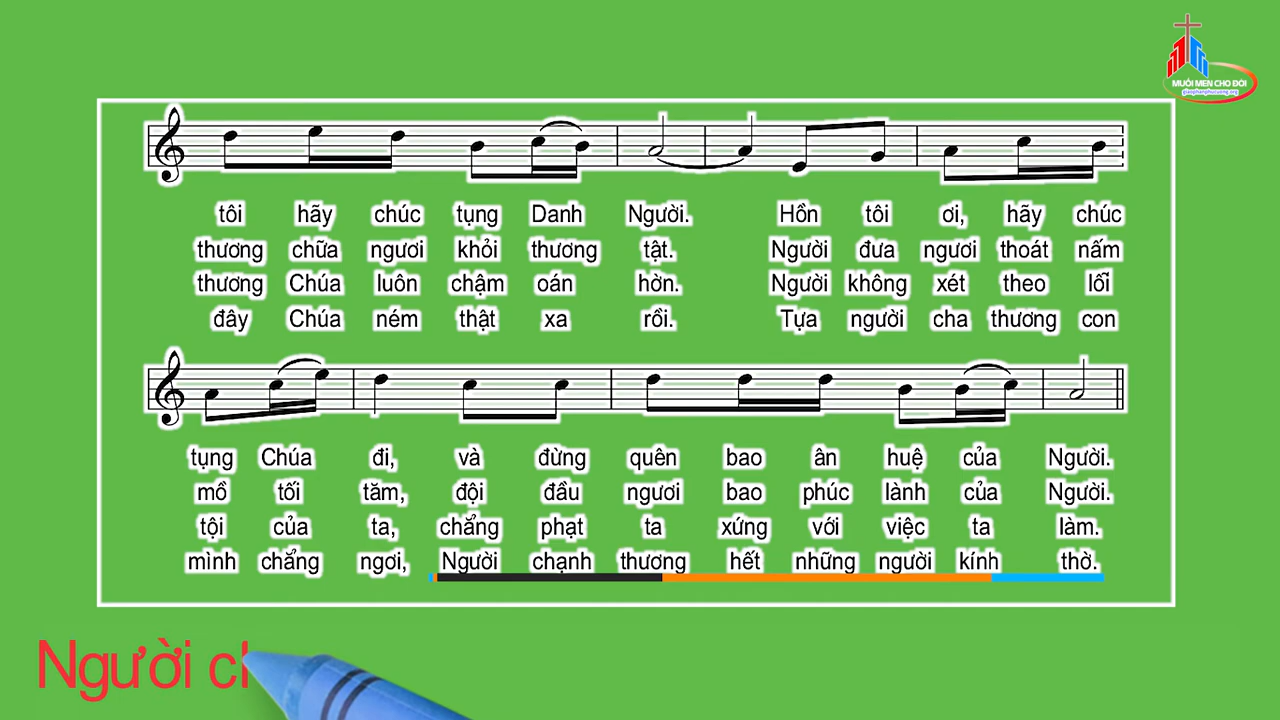 MUỐI MEN CHO ĐỜI
giaophanphucuong.org
tôi hãy chúc tụng Danh Người. Hồn tôi ơi, hãy chúc
thương chữa ngươi khỏi thương tật. Người đưa ngươi thoát nấm
thương Chúa luôn chậm oán hờn. Người không xét theo lối
đây Chúa ném thật xa rồi. Tựa người cha thương con
tụng Chúa đi, và đừng quên bao ân huệ của Người.
mồ tối tăm, đội đầu ngươi bao phúc lành của Người.
tội của ta, chẳng phạt ta xứng với việc ta làm.
mình chẳng ngơi, Người chạnh thương hết những người kính thờ.
Người ch